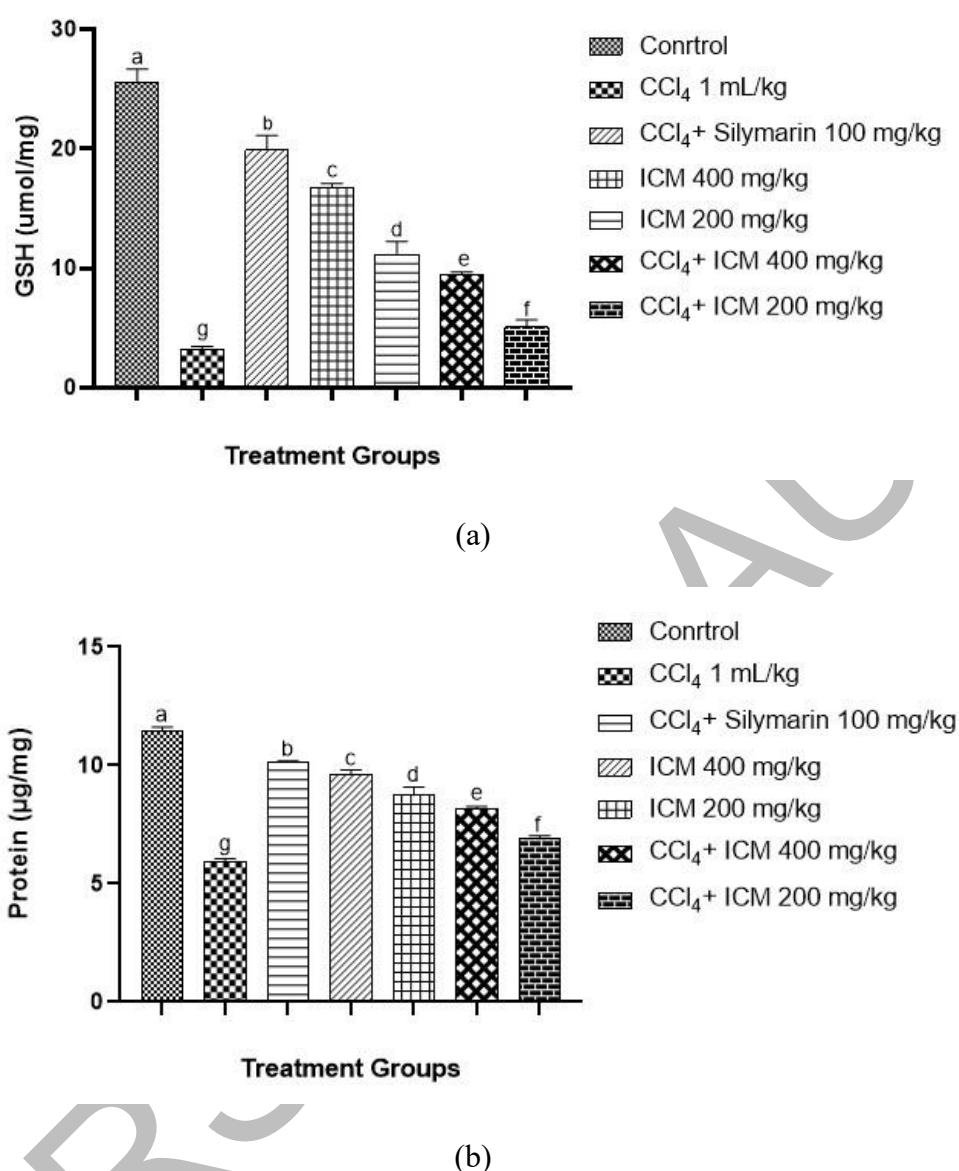 30
20
10
0
GSH (umol/mg)
a
g
b
c
d
e
f
Treatment Groups
Conrtrol
CCl₄ 1 mL/kg
CCl₄+ Silymarin 100 mg/kg
ICM 400 mg/kg
ICM 200 mg/kg
CCl₄+ ICM 400 mg/kg
CCl₄+ ICM 200 mg/kg
(a)
15
10
5
0
Protein (µg/mg)
a
g
b
c
d
e
f
Treatment Groups
Conrtrol
CCl₄ 1 mL/kg
CCl₄+ Silymarin 100 mg/kg
ICM 400 mg/kg
ICM 200 mg/kg
CCl₄+ ICM 400 mg/kg
CCl₄+ ICM 200 mg/kg
(b)